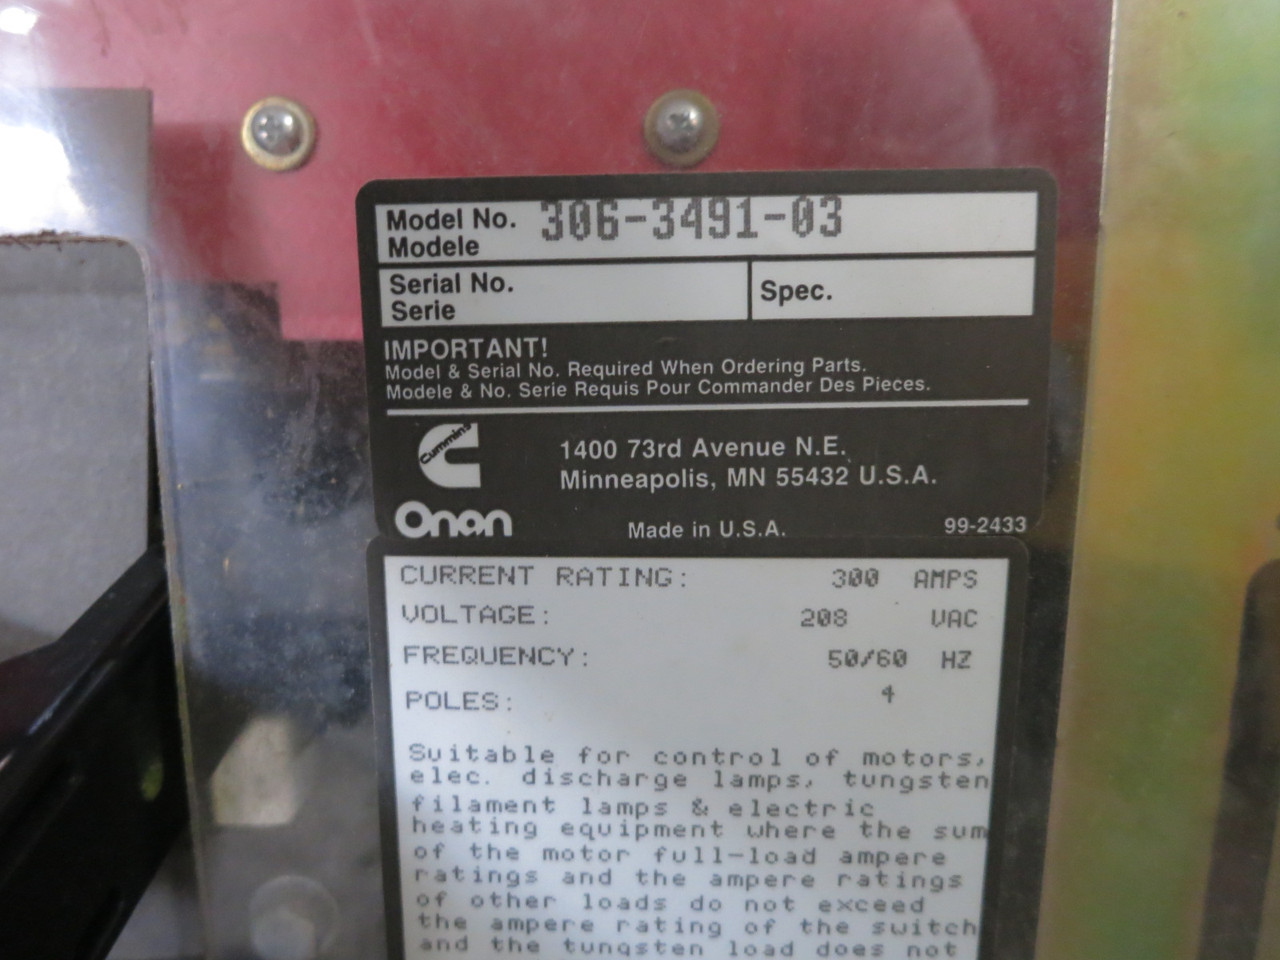 Model No. 306-3491-03
Modele
Serial No.
Serie
Spec.
IMPORTANT!
Model & Serial No. Required When Ordering Parts.
Modele & No. Serie Requis Pour Commander Des Pieces.
Cummins
Onan
1400 73rd Avenue N.E.
Minneapolis, MN 55432 U.S.A.
Made in U.S.A.
99-2433
CURRENT RATING: 300 AMPS
VOLTAGE: 208 VAC
FREQUENCY: 50/60 HZ
POLES: 4
Suitable for control of motors,
elec. discharge lamps, tungsten
filament lamps & electric
heating equipment where the sum
of the motor full-load ampere
ratings and the ampere ratings
of other loads do not exceed
the ampere rating of the switch
and the tungsten load does not